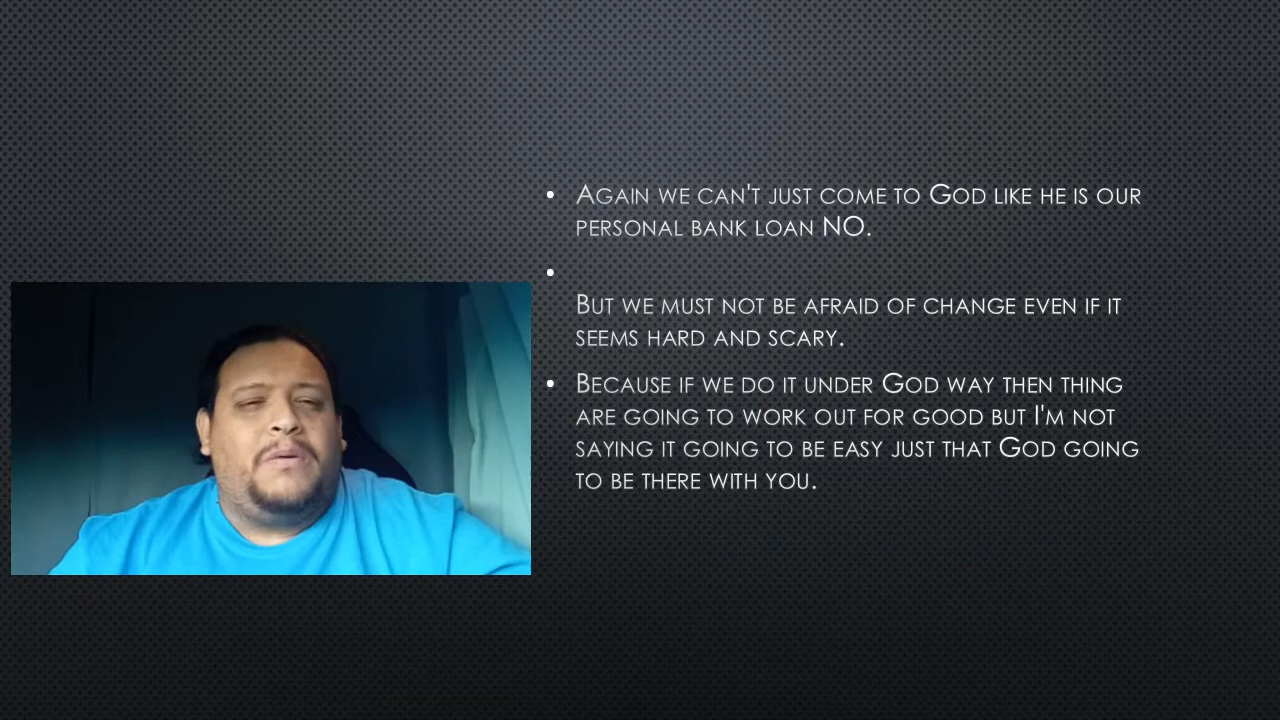 • Again we can't just come to God like he is our
personal bank loan NO.
•
But we must not be afraid of change even if it
seems hard and scary.
• Because if we do it under God way then thing
are going to work out for good but I'm not
saying it going to be easy just that God going
to be there with you.